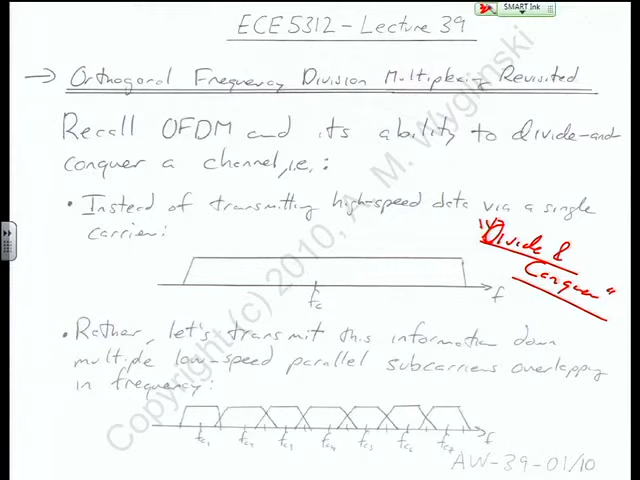 SMART Ink
ECE5312 - Lecture 39
→ Orthogonal Frequency Division Multiplexing Revisited
Recall OFDM and its ability to divide-and
conquer a channel, i.e.:
• Instead of transmitting high-speed data via a single
carrier:
"Divide &
Conquer"
fc
f
• Rather, let's transmit this information down
multiple low-speed parallel subcarriers overlapping
in frequency:
fc1 fc2 fc3 fc4 fc5 fc6 fc7 f
AW-39-01/10
Copyright (c) 2010, A. M. Wyglinski